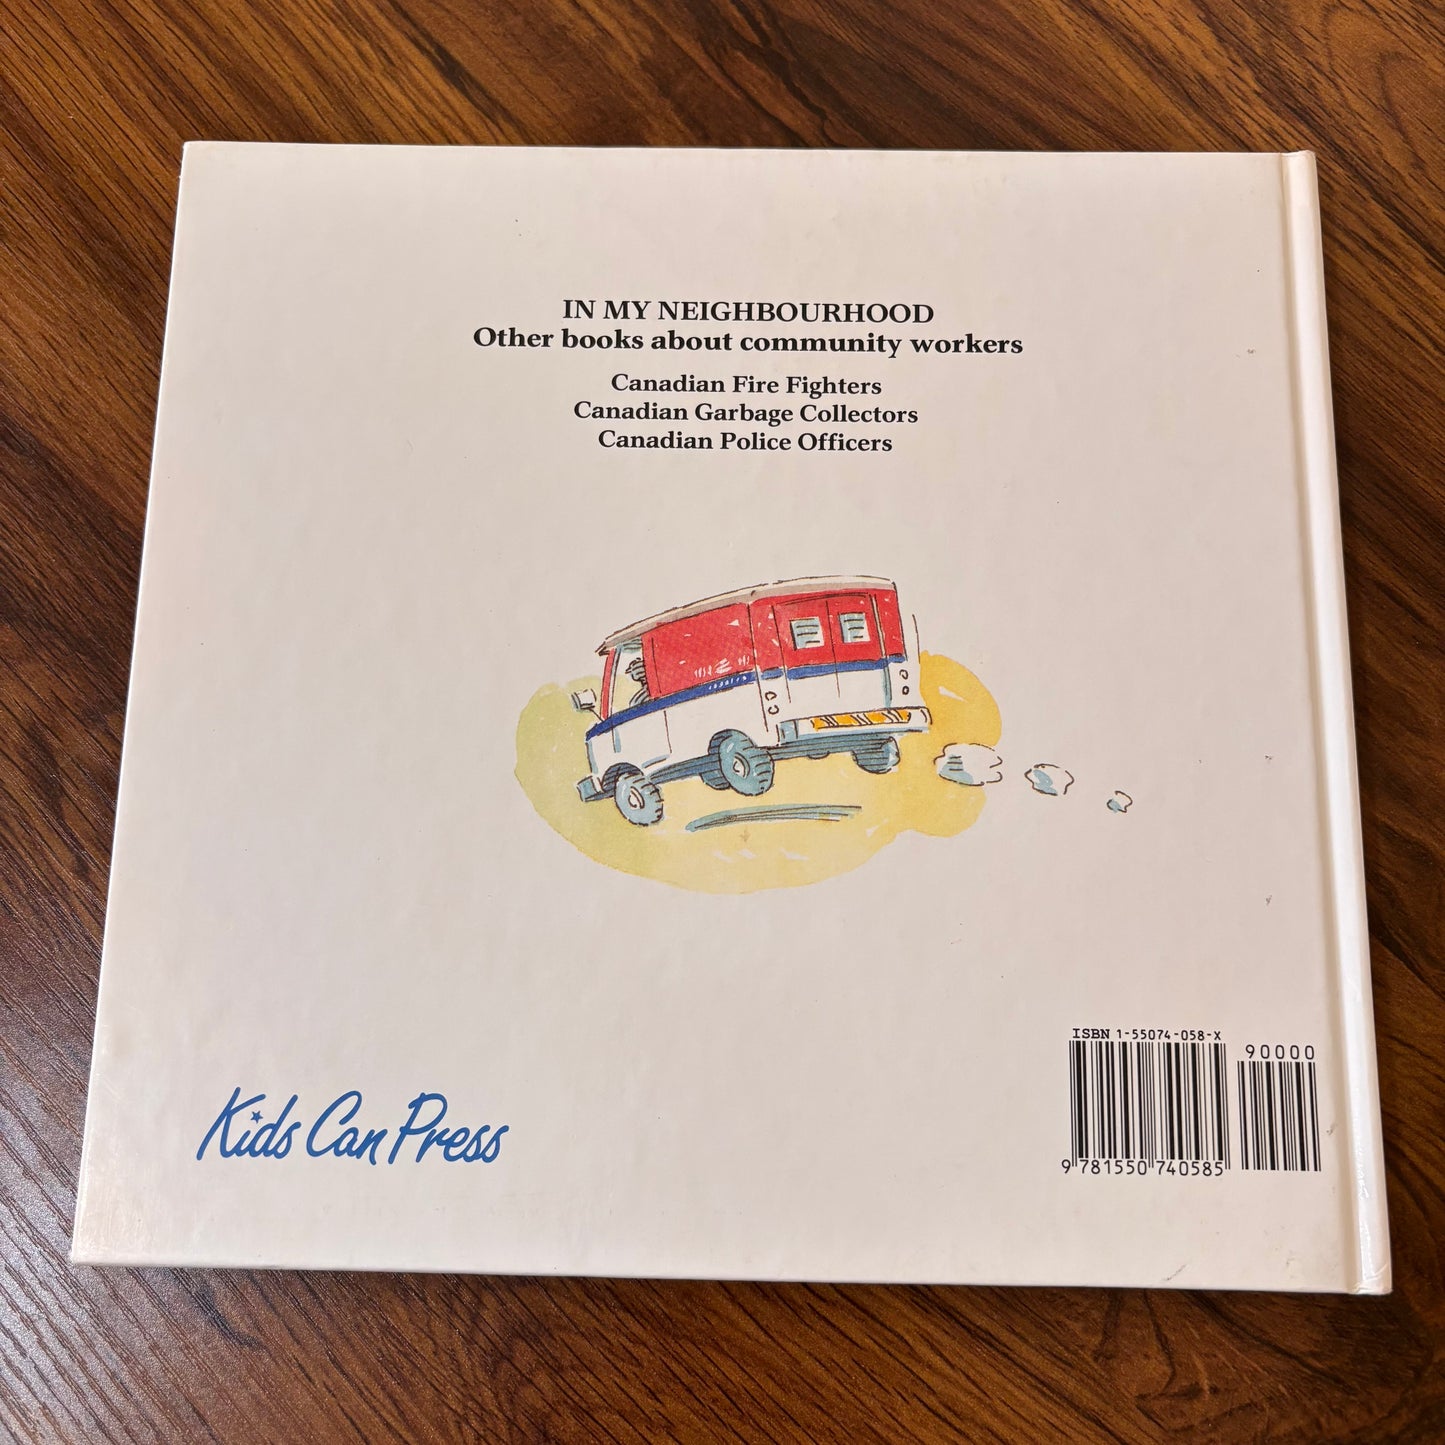 IN MY NEIGHBOURHOOD
Other books about community workers
Canadian Fire Fighters
Canadian Garbage Collectors
Canadian Police Officers
Kids Can Press
ISBN 1-55074-058-X
90000
9 781550 740585